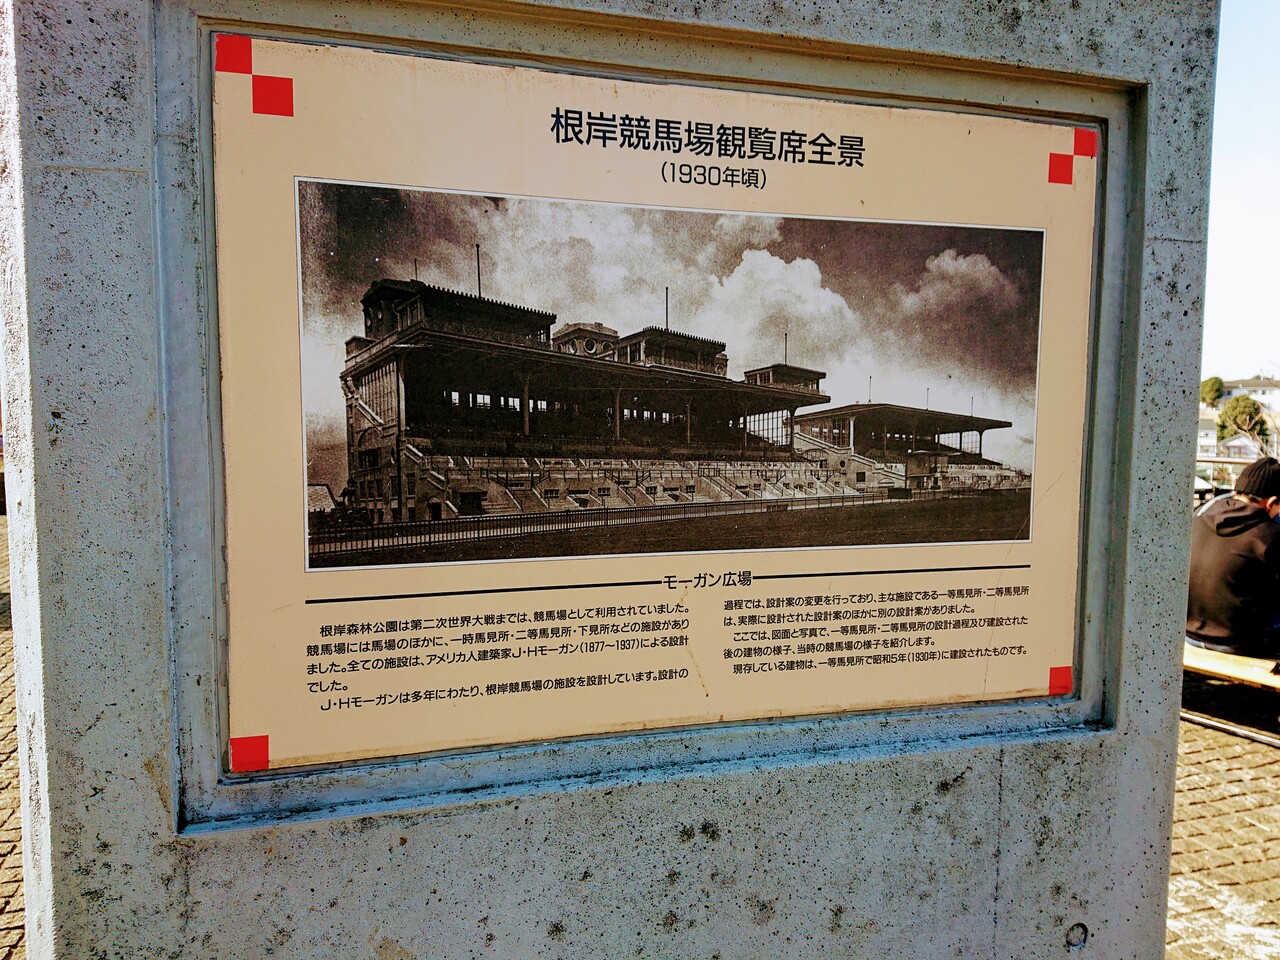 根岸競馬場観覧席全景
(1930年頃)
モーガン広場
根岸森林公園は第二次世界大戦までは、競馬場として利用されていました。
競馬場には馬場のほかに、一等馬見所・二等馬見所・下見所などの施設があり
ました。全ての施設は、アメリカ人建築家J・Hモーガン(1877〜1937)による設計
でした。
J・Hモーガンは多年にわたり、根岸競馬場の施設を設計しています。設計の
過程では、設計案の変更を行っており、主な施設である一等馬見所・二等馬見所
は、実際に設計された設計案のほかに別の設計案がありました。
ここでは、図面と写真で、一等馬見所・二等馬見所の設計過程及び建設された
後の建物の様子、当時の競馬場の様子を紹介します。
現存している建物は、一等馬見所で昭和5年(1930年)に建設されたものです。